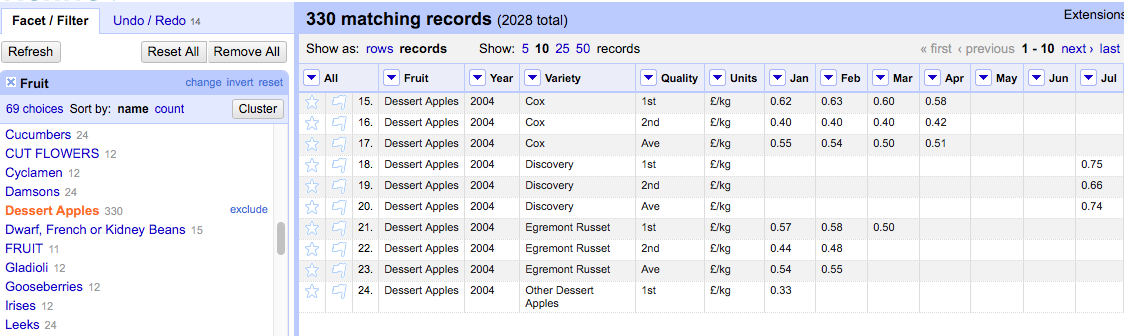 Facet / Filter Undo / Redo 14
Refresh Reset All Remove All
Fruit change invert reset
69 choices Sort by: name count Cluster
Cucumbers 24
CUT FLOWERS 12
Cyclamen 12
Damsons 24
Dessert Apples 330 exclude
Dwarf, French or Kidney Beans 15
FRUIT 11
Gladioli 12
Gooseberries 12
Irises 12
Leeks 24
330 matching records (2028 total) Extensions
Show as: rows records Show: 5 10 25 50 records « first ‹ previous 1 - 10 next › last
All Fruit Year Variety Quality Units Jan Feb Mar Apr May Jun Jul
15. Dessert Apples 2004 Cox 1st £/kg 0.62 0.63 0.60 0.58
16. Dessert Apples 2004 Cox 2nd £/kg 0.40 0.40 0.40 0.42
17. Dessert Apples 2004 Cox Ave £/kg 0.55 0.54 0.50 0.51
18. Dessert Apples 2004 Discovery 1st £/kg 0.75
19. Dessert Apples 2004 Discovery 2nd £/kg 0.66
20. Dessert Apples 2004 Discovery Ave £/kg 0.74
21. Dessert Apples 2004 Egremont Russet 1st £/kg 0.57 0.58 0.50
22. Dessert Apples 2004 Egremont Russet 2nd £/kg 0.44 0.48
23. Dessert Apples 2004 Egremont Russet Ave £/kg 0.54 0.55
24. Dessert Apples 2004 Other Dessert 1st £/kg 0.33
Apples